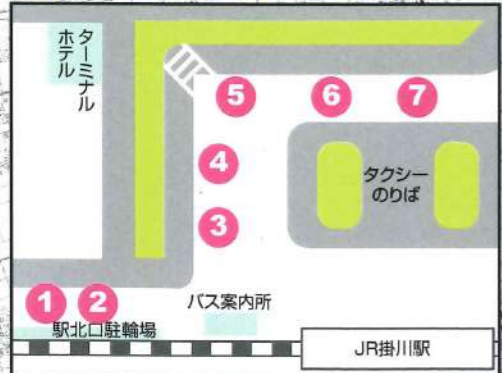 ターミナル
ホテル
5
6
7
4
タクシー
のりば
3
1
2
バス案内所
駅北口駐輪場
JR掛川駅